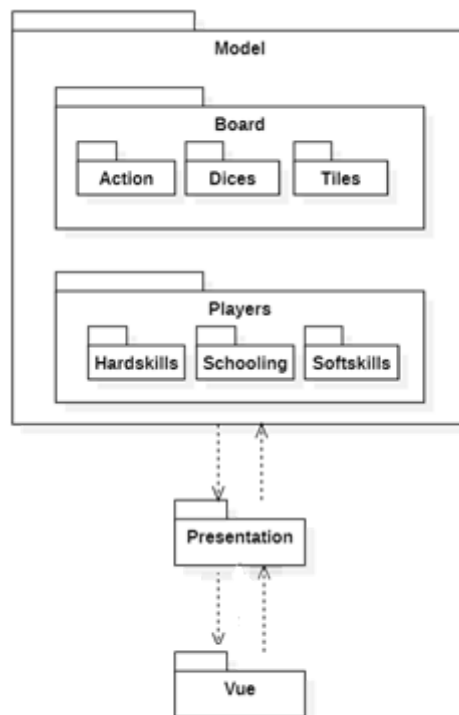 Model
Board
Action Dices Tiles
Players
Hardskills Schooling Softskills
Presentation
Vue